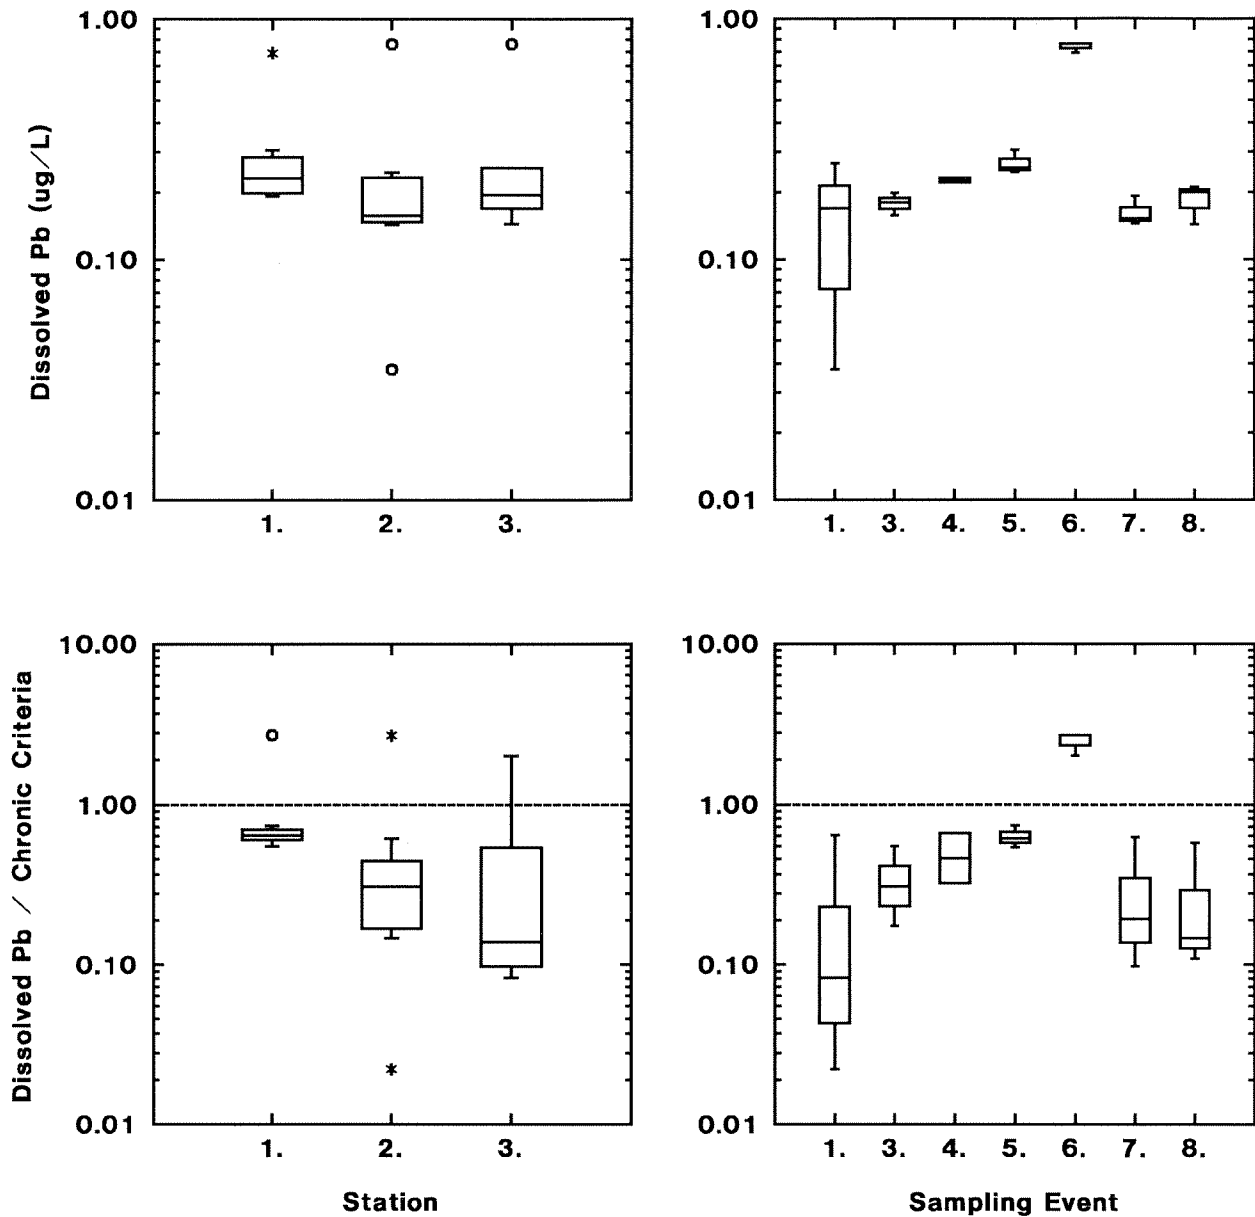 Dissolved Pb (ug/L)
1.00
0.10
0.01
1. 2. 3.
1.00
0.10
0.01
1. 3. 4. 5. 6. 7. 8.
Dissolved Pb / Chronic Criteria
10.00
1.00
0.10
0.01
1. 2. 3.
Station
10.00
1.00
0.10
0.01
1. 3. 4. 5. 6. 7. 8.
Sampling Event